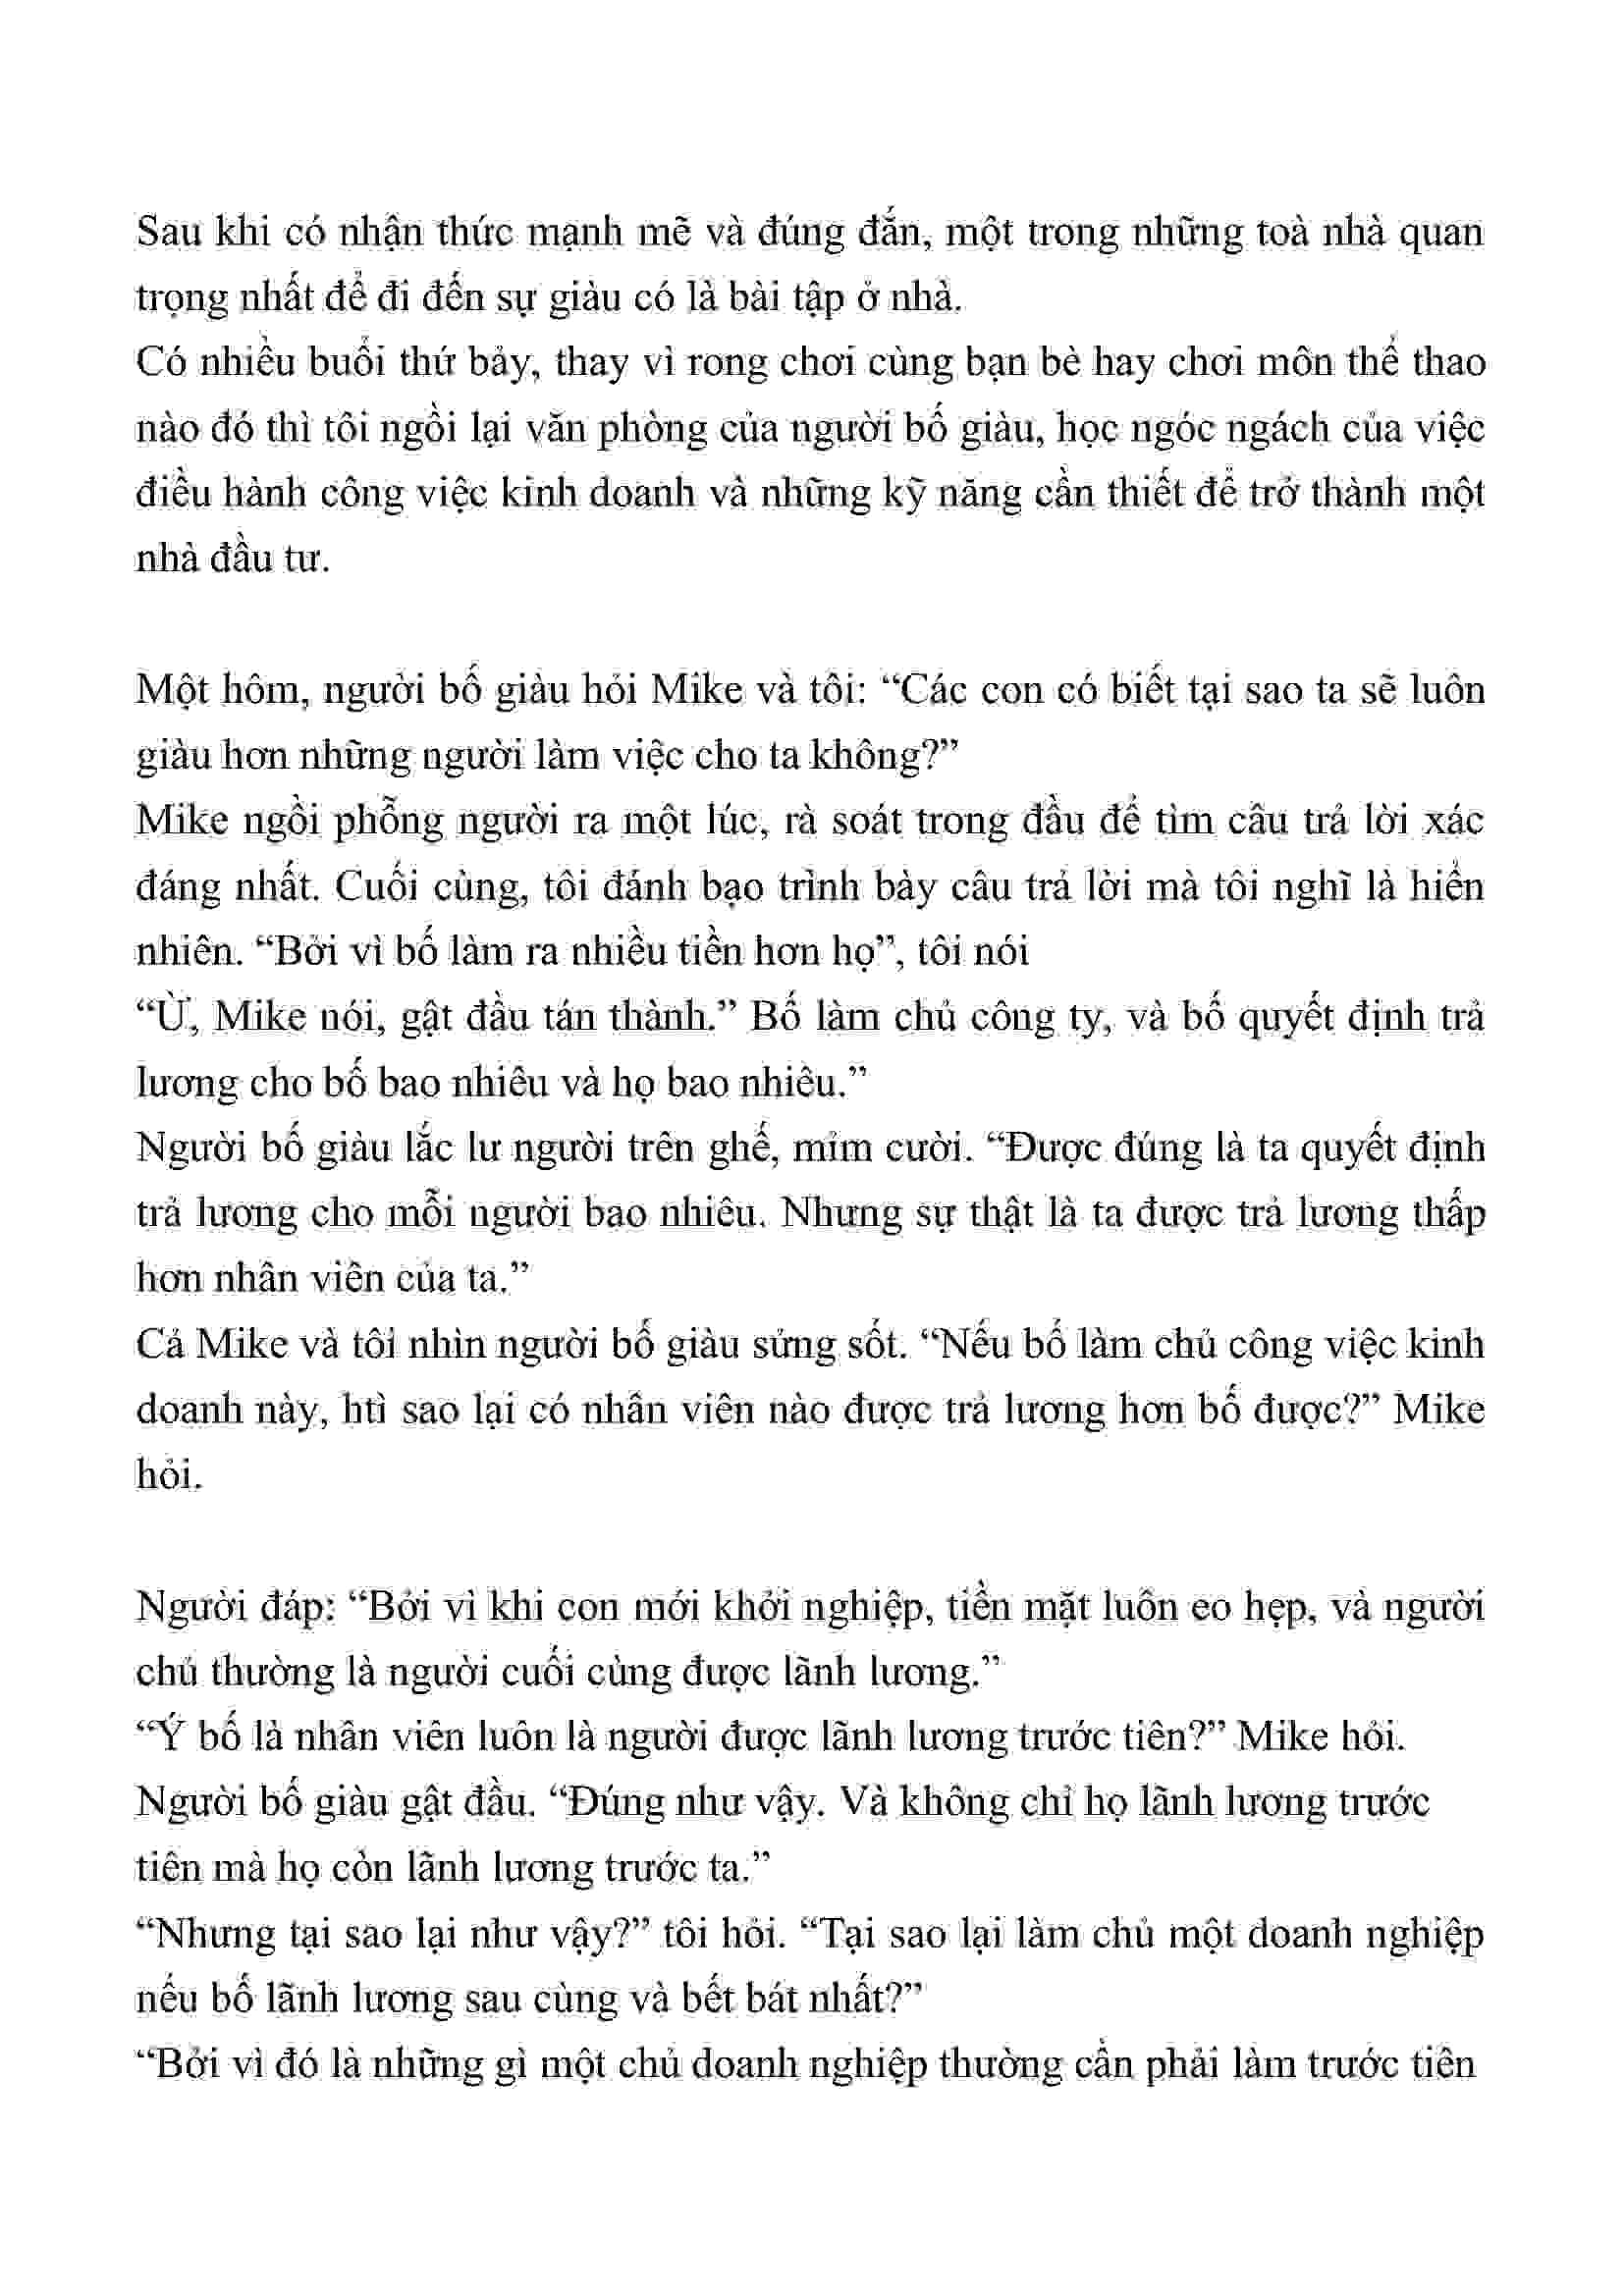 Sau khi có nhận thức mạnh mẽ và đúng đắn, một trong những toà nhà quan
trọng nhất để đi đến sự giàu có là bài tập ở nhà.
Có nhiều buổi thứ bảy, thay vì rong chơi cùng bạn bè hay chơi môn thể thao
nào đó thì tôi ngồi lại văn phòng của người bố giàu, học ngóc ngách của việc
điều hành công việc kinh doanh và những kỹ năng cần thiết để trở thành một
nhà đầu tư.
Một hôm, người bố giàu hỏi Mike và tôi: “Các con có biết tại sao ta sẽ luôn
giàu hơn những người làm việc cho ta không?”
Mike ngồi phỗng người ra một lúc, rà soát trong đầu để tìm câu trả lời xác
đáng nhất. Cuối cùng, tôi đánh bạo trình bày câu trả lời mà tôi nghĩ là hiển
nhiên. “Bởi vì bố làm ra nhiều tiền hơn họ”, tôi nói
“Ừ, Mike nói, gật đầu tán thành.” Bố làm chủ công ty, và bố quyết định trả
lương cho bố bao nhiêu và họ bao nhiêu.”
Người bố giàu lắc lư người trên ghế, mỉm cười. “Được đúng là ta quyết định
trả lương cho mỗi người bao nhiêu. Nhưng sự thật là ta được trả lương thấp
hơn nhân viên của ta.”
Cả Mike và tôi nhìn người bố giàu sửng sốt. “Nếu bố làm chủ công việc kinh
doanh này, htì sao lại có nhân viên nào được trả lương hơn bố được?” Mike
hỏi.
Người đáp: “Bởi vì khi con mới khởi nghiệp, tiền mặt luôn eo hẹp, và người
chủ thường là người cuối cùng được lãnh lương.”
“Ý bố là nhân viên luôn là người được lãnh lương trước tiên?” Mike hỏi.
Người bố giàu gật đầu. “Đúng như vậy. Và không chỉ họ lãnh lương trước
tiên mà họ còn lãnh lương trước ta.”
“Nhưng tại sao lại như vậy?” tôi hỏi. “Tại sao lại làm chủ một doanh nghiệp
nếu bố lãnh lương sau cùng và bết bát nhất?”
“Bởi vì đó là những gì một chủ doanh nghiệp thường cần phải làm trước tiên